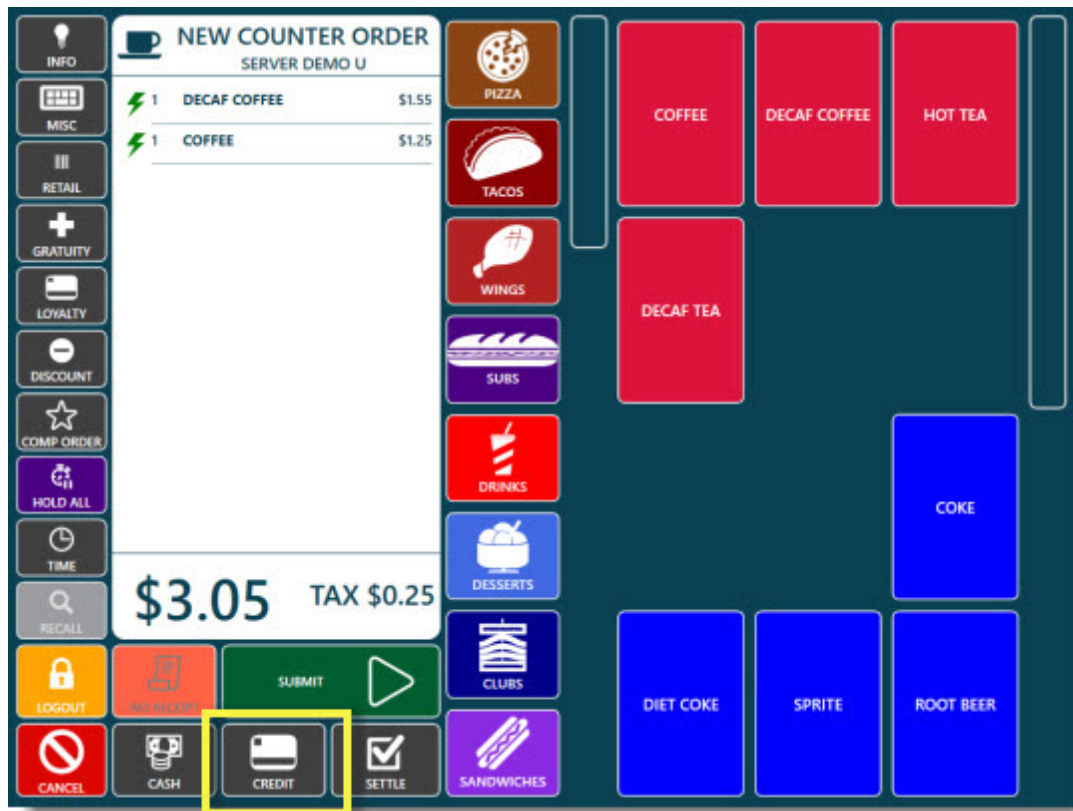 INFO
MISC
RETAIL
GRATUITY
LOYALTY
DISCOUNT
COMP ORDER
HOLD ALL
TIME
RECALL
LOGOUT
CANCEL
NEW COUNTER ORDER
SERVER DEMO U
1 DECAF COFFEE $1.55
1 COFFEE $1.25
$3.05 TAX $0.25
SUBMIT
CASH
CREDIT
SETTLE
PIZZA
TACOS
WINGS
SUBS
DRINKS
DESSERTS
CLUBS
SANDWICHES
COFFEE
DECAF COFFEE
HOT TEA
DECAF TEA
COKE
DIET COKE
SPRITE
ROOT BEER